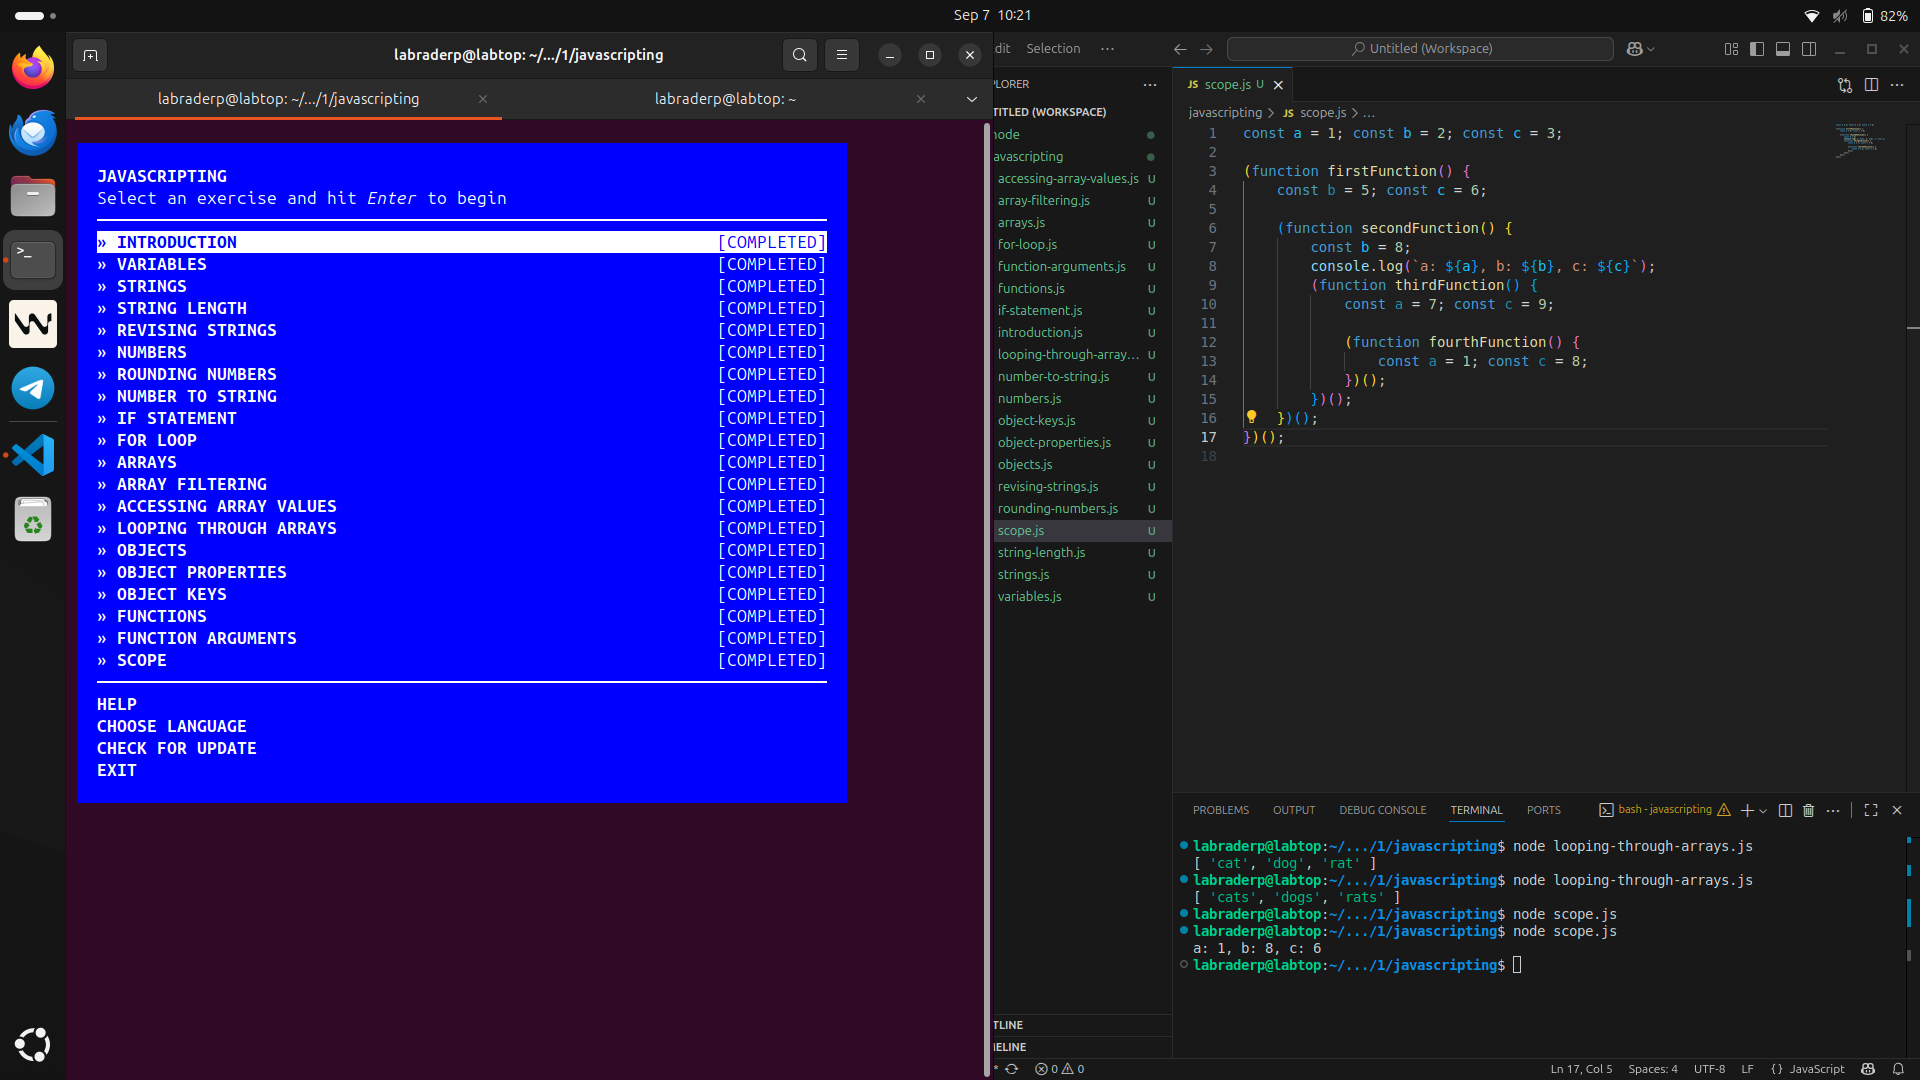 Sep 7 10:21
82%
labraderp@labtop: ~/.../1/javascripting
labraderp@labtop: ~/.../1/javascripting
labraderp@labtop: ~
JAVASCRIPTING
Select an exercise and hit Enter to begin
» INTRODUCTION [COMPLETED]
» VARIABLES [COMPLETED]
» STRINGS [COMPLETED]
» STRING LENGTH [COMPLETED]
» REVISING STRINGS [COMPLETED]
» NUMBERS [COMPLETED]
» ROUNDING NUMBERS [COMPLETED]
» NUMBER TO STRING [COMPLETED]
» IF STATEMENT [COMPLETED]
» FOR LOOP [COMPLETED]
» ARRAYS [COMPLETED]
» ARRAY FILTERING [COMPLETED]
» ACCESSING ARRAY VALUES [COMPLETED]
» LOOPING THROUGH ARRAYS [COMPLETED]
» OBJECTS [COMPLETED]
» OBJECT PROPERTIES [COMPLETED]
» OBJECT KEYS [COMPLETED]
» FUNCTIONS [COMPLETED]
» FUNCTION ARGUMENTS [COMPLETED]
» SCOPE [COMPLETED]
HELP
CHOOSE LANGUAGE
CHECK FOR UPDATE
EXIT
dit Selection ···
Untitled (Workspace)
PLORER ···
TITLED (WORKSPACE)
node
avascripting
accessing-array-values.js U
array-filtering.js U
arrays.js U
for-loop.js U
function-arguments.js U
functions.js U
if-statement.js U
introduction.js U
looping-through-array... U
number-to-string.js U
numbers.js U
object-keys.js U
object-properties.js U
objects.js U
revising-strings.js U
rounding-numbers.js U
scope.js U
string-length.js U
strings.js U
variables.js U
TLINE
IELINE
JS scope.js U
javascripting > JS scope.js > ...
1 const a = 1; const b = 2; const c = 3;
2
3 (function firstFunction() {
4 const b = 5; const c = 6;
5
6 (function secondFunction() {
7 const b = 8;
8 console.log(`a: ${a}, b: ${b}, c: ${c}`);
9 (function thirdFunction() {
10 const a = 7; const c = 9;
11
12 (function fourthFunction() {
13 const a = 1; const c = 8;
14 })();
15 })();
16 })();
17 })();
18
PROBLEMS OUTPUT DEBUG CONSOLE TERMINAL PORTS
bash - javascripting
labraderp@labtop:~/.../1/javascripting$ node looping-through-arrays.js
[ 'cat', 'dog', 'rat' ]
labraderp@labtop:~/.../1/javascripting$ node looping-through-arrays.js
[ 'cats', 'dogs', 'rats' ]
labraderp@labtop:~/.../1/javascripting$ node scope.js
labraderp@labtop:~/.../1/javascripting$ node scope.js
a: 1, b: 8, c: 6
labraderp@labtop:~/.../1/javascripting$
* 0 0
Ln 17, Col 5 Spaces: 4 UTF-8 LF {} JavaScript